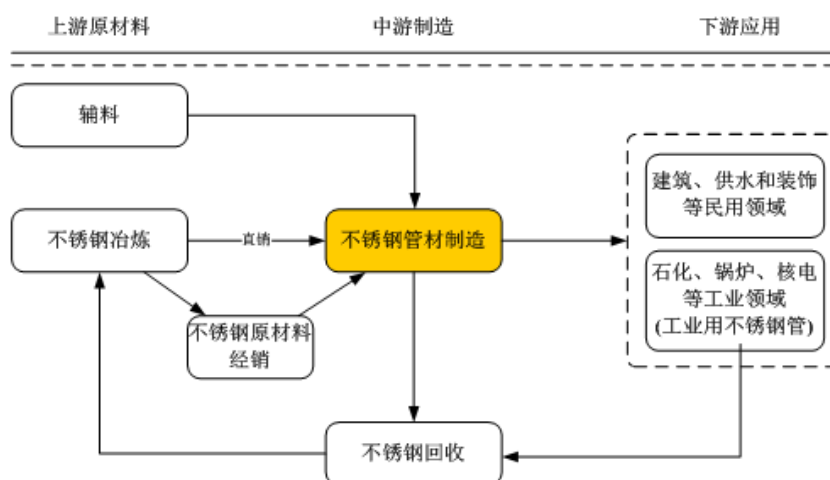 上游原材料
中游制造
下游应用
辅料
建筑、供水和装饰
等民用领域
不锈钢冶炼
直销
不锈钢管材制造
石化、锅炉、核电
等工业领域
(工业用不锈钢管)
不锈钢原材料
经销
不锈钢回收